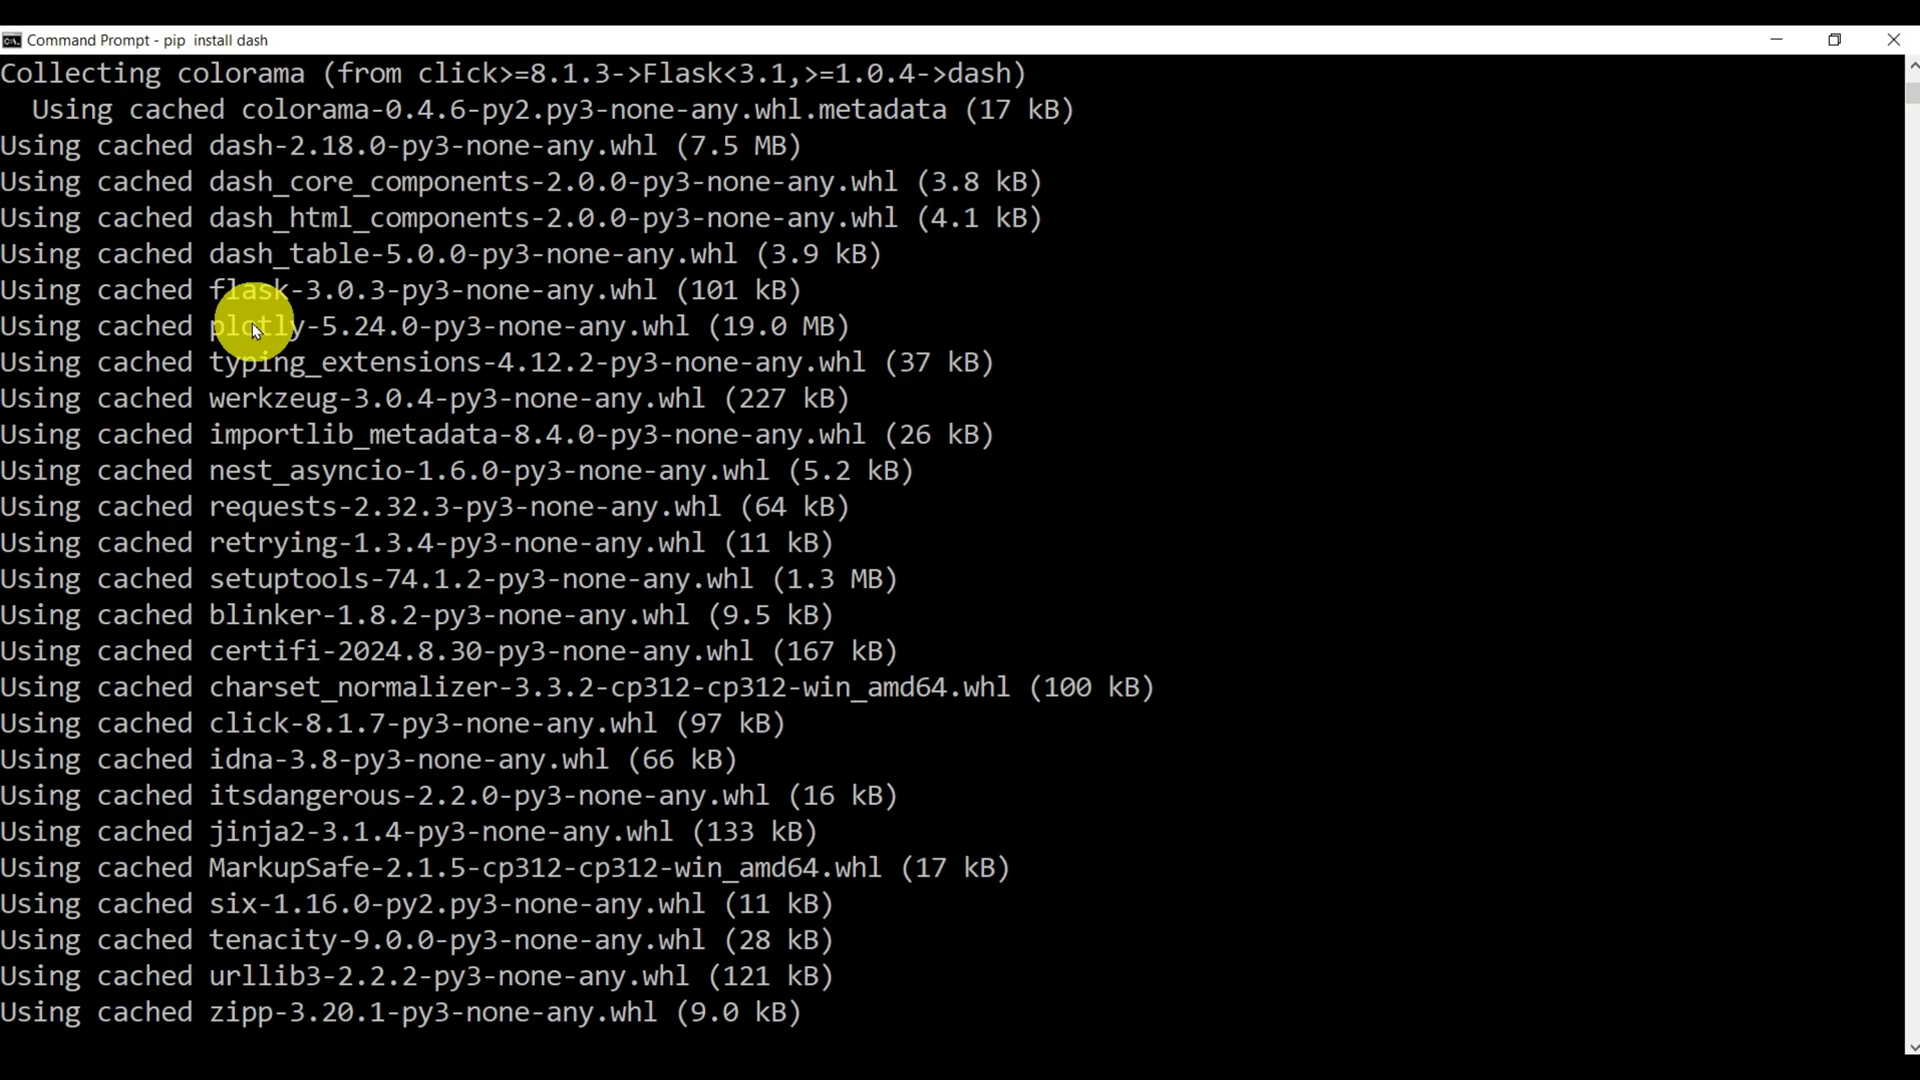 Command Prompt - pip  install dash
Collecting colorama (from click>=8.1.3->Flask<3.1,>=1.0.4->dash)
  Using cached colorama-0.4.6-py2.py3-none-any.whl.metadata (17 kB)
Using cached dash-2.18.0-py3-none-any.whl (7.5 MB)
Using cached dash_core_components-2.0.0-py3-none-any.whl (3.8 kB)
Using cached dash_html_components-2.0.0-py3-none-any.whl (4.1 kB)
Using cached dash_table-5.0.0-py3-none-any.whl (3.9 kB)
Using cached flask-3.0.3-py3-none-any.whl (101 kB)
Using cached plotly-5.24.0-py3-none-any.whl (19.0 MB)
Using cached typing_extensions-4.12.2-py3-none-any.whl (37 kB)
Using cached werkzeug-3.0.4-py3-none-any.whl (227 kB)
Using cached importlib_metadata-8.4.0-py3-none-any.whl (26 kB)
Using cached nest_asyncio-1.6.0-py3-none-any.whl (5.2 kB)
Using cached requests-2.32.3-py3-none-any.whl (64 kB)
Using cached retrying-1.3.4-py3-none-any.whl (11 kB)
Using cached setuptools-74.1.2-py3-none-any.whl (1.3 MB)
Using cached blinker-1.8.2-py3-none-any.whl (9.5 kB)
Using cached certifi-2024.8.30-py3-none-any.whl (167 kB)
Using cached charset_normalizer-3.3.2-cp312-cp312-win_amd64.whl (100 kB)
Using cached click-8.1.7-py3-none-any.whl (97 kB)
Using cached idna-3.8-py3-none-any.whl (66 kB)
Using cached itsdangerous-2.2.0-py3-none-any.whl (16 kB)
Using cached jinja2-3.1.4-py3-none-any.whl (133 kB)
Using cached MarkupSafe-2.1.5-cp312-cp312-win_amd64.whl (17 kB)
Using cached six-1.16.0-py2.py3-none-any.whl (11 kB)
Using cached tenacity-9.0.0-py3-none-any.whl (28 kB)
Using cached urllib3-2.2.2-py3-none-any.whl (121 kB)
Using cached zipp-3.20.1-py3-none-any.whl (9.0 kB)